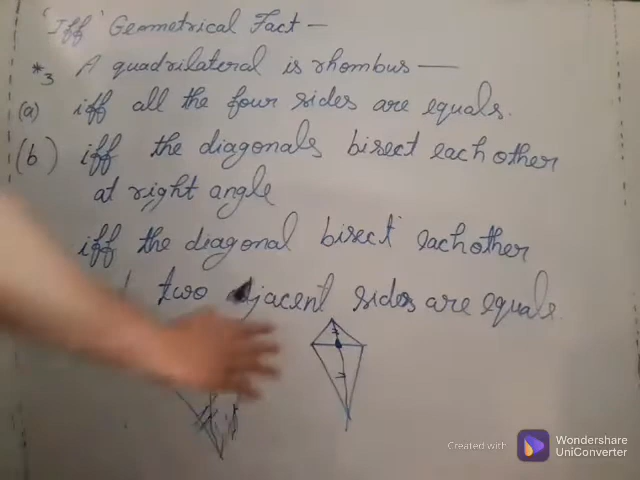 'Iff' Geometrical Fact —
*3 A quadrilateral is rhombus —
(a) iff all the four sides are equals.
(b) iff the diagonals bisect each other
at right angle
iff the diagonal bisect each other
two adjacent sides are equals.
Created with Wondershare
UniConverter